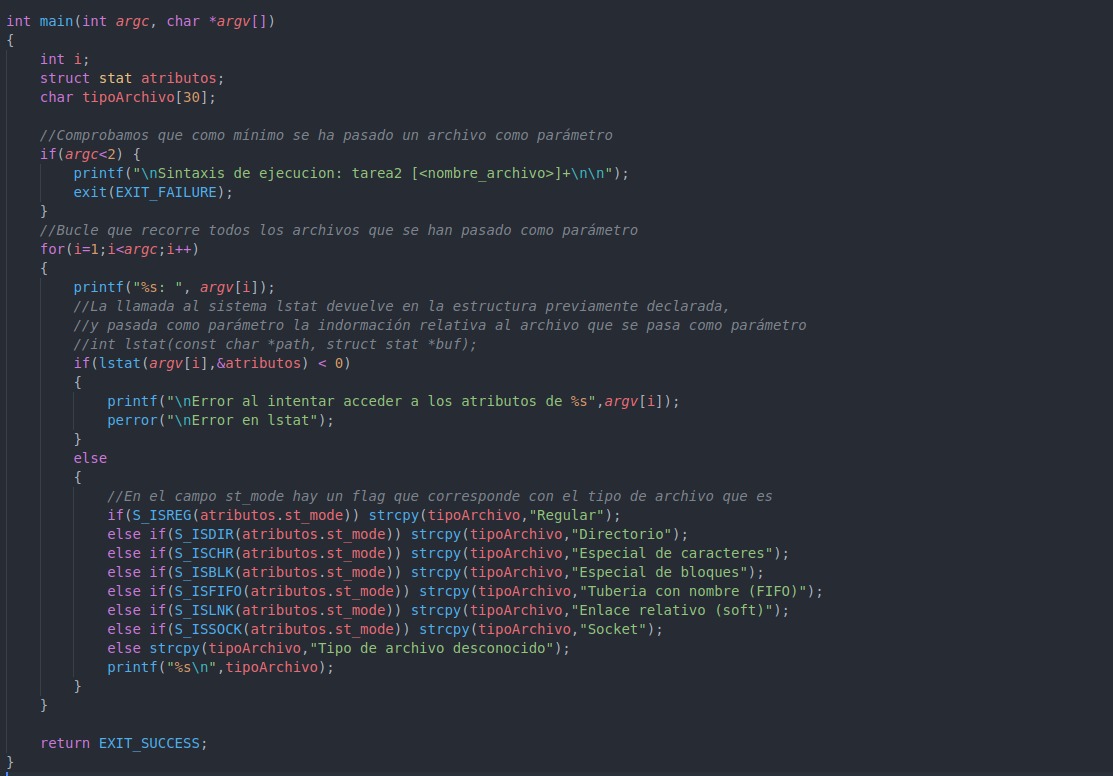 int main(int argc, char *argv[])
{
    int i;
    struct stat atributos;
    char tipoArchivo[30];

    //Comprobamos que como mínimo se ha pasado un archivo como parámetro
    if(argc<2) {
        printf("\nSintaxis de ejecucion: tarea2 [<nombre_archivo>]+\n\n");
        exit(EXIT_FAILURE);
    }
    //Bucle que recorre todos los archivos que se han pasado como parámetro
    for(i=1;i<argc;i++)
    {
        printf("%s: ", argv[i]);
        //La llamada al sistema lstat devuelve en la estructura previamente declarada,
        //y pasada como parámetro la indormación relativa al archivo que se pasa como parámetro
        //int lstat(const char *path, struct stat *buf);
        if(lstat(argv[i],&atributos) < 0)
        {
            printf("\nError al intentar acceder a los atributos de %s",argv[i]);
            perror("\nError en lstat");
        }
        else
        {
            //En el campo st_mode hay un flag que corresponde con el tipo de archivo que es
            if(S_ISREG(atributos.st_mode)) strcpy(tipoArchivo,"Regular");
            else if(S_ISDIR(atributos.st_mode)) strcpy(tipoArchivo,"Directorio");
            else if(S_ISCHR(atributos.st_mode)) strcpy(tipoArchivo,"Especial de caracteres");
            else if(S_ISBLK(atributos.st_mode)) strcpy(tipoArchivo,"Especial de bloques");
            else if(S_ISFIFO(atributos.st_mode)) strcpy(tipoArchivo,"Tuberia con nombre (FIFO)");
            else if(S_ISLNK(atributos.st_mode)) strcpy(tipoArchivo,"Enlace relativo (soft)");
            else if(S_ISSOCK(atributos.st_mode)) strcpy(tipoArchivo,"Socket");
            else strcpy(tipoArchivo,"Tipo de archivo desconocido");
            printf("%s\n",tipoArchivo);
        }
    }

    return EXIT_SUCCESS;
}